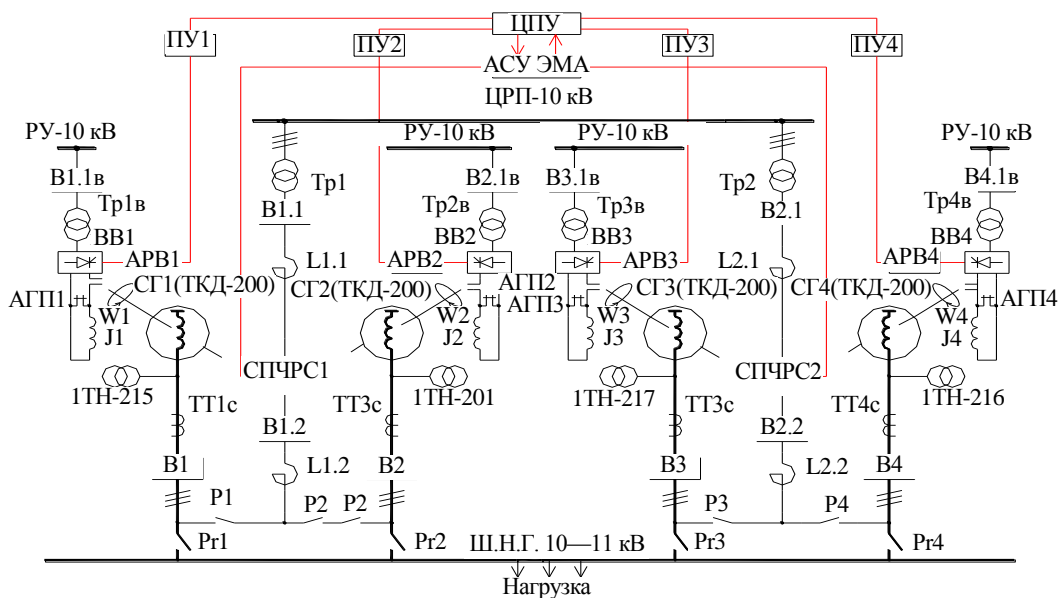 ЦПУ
ПУ1 ПУ2 ПУ3 ПУ4
АСУ ЭМА
ЦРП-10 кВ
РУ-10 кВ РУ-10 кВ РУ-10 кВ РУ-10 кВ
В1.1в Тр1 В2.1в В3.1в Тр2 В4.1в
Тр1в В1.1 Тр2в Тр3в В2.1 Тр4в
ВВ1 ВВ2 ВВ3 ВВ4
АРВ1 L1.1 АРВ2 АРВ3 L2.1 АРВ4
СГ1(ТКД-200) СГ2(ТКД-200) АГП2 СГ3(ТКД-200) СГ4(ТКД-200)
АГП1 АГП3 АГП4
W1 W2 W3 W4
J1 J2 J3 J4
СПЧРС1 СПЧРС2
1ТН-215 1ТН-201 1ТН-217 1ТН-216
ТТ1с В1.2 ТТ3с ТТ3с В2.2 ТТ4с
В1 L1.2 В2 В3 L2.2 В4
Р1 Р2 Р2 Р3 Р4
Pr1 Pr2 Ш.Н.Г. 10—11 кВ Pr3 Pr4
Нагрузка